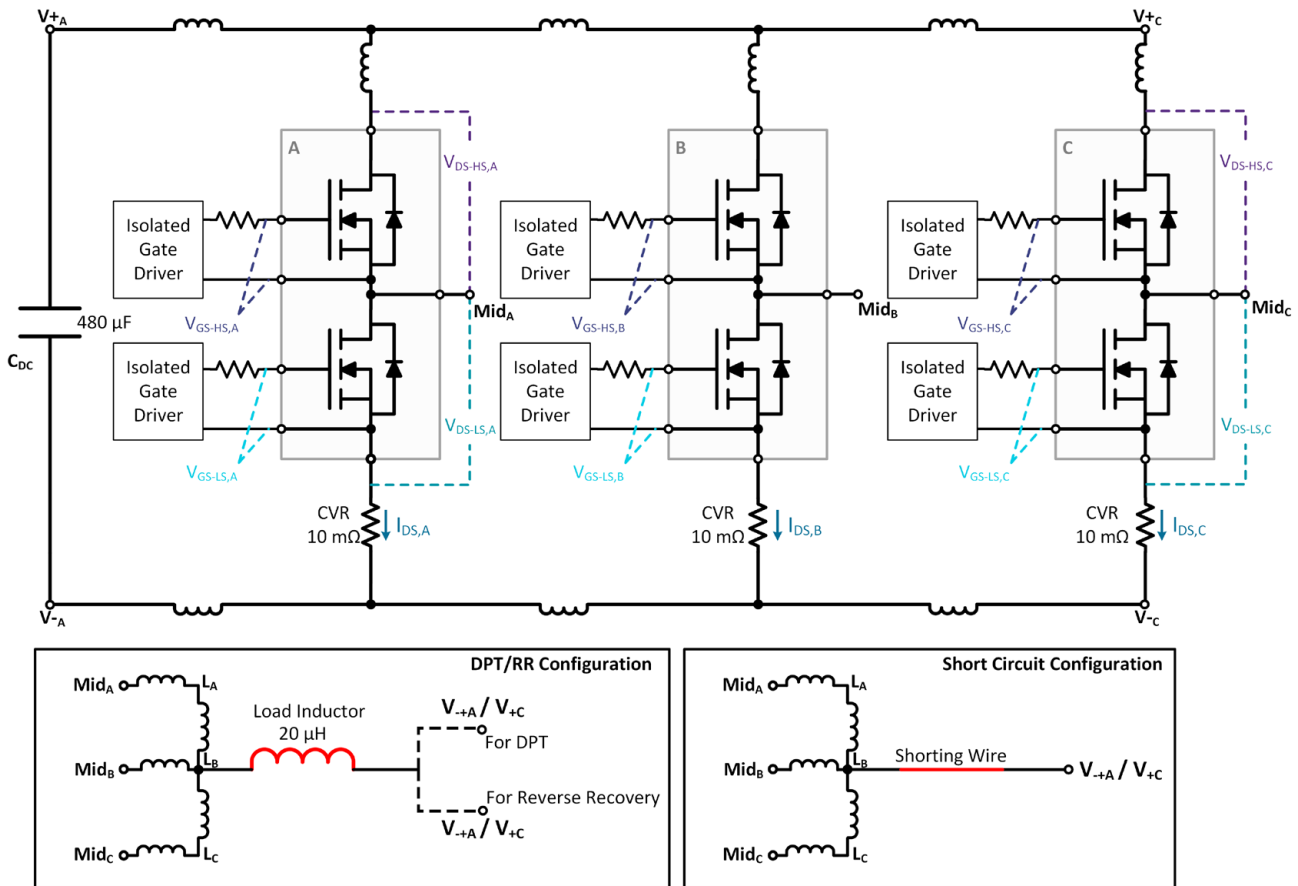 V+A
V+C
A
B
C
VDS-HS,A
VDS-HS,C
Isolated
Gate
Driver
Isolated
Gate
Driver
Isolated
Gate
Driver
MidA
MidB
MidC
480 µF
CDC
VGS-HS,A
VGS-HS,B
VGS-HS,C
Isolated
Gate
Driver
Isolated
Gate
Driver
Isolated
Gate
Driver
VDS-LS,A
VDS-LS,C
VGS-LS,A
VGS-LS,B
VGS-LS,C
CVR
10 mΩ
IDS,A
CVR
10 mΩ
IDS,B
CVR
10 mΩ
IDS,C
V-A
V-C
DPT/RR Configuration
MidA
LA
Load Inductor
20 µH
V-+A / V+C
For DPT
MidB
LB
For Reverse Recovery
V-+A / V+C
MidC
LC
Short Circuit Configuration
MidA
LA
MidB
LB
Shorting Wire
V-+A / V+C
MidC
LC